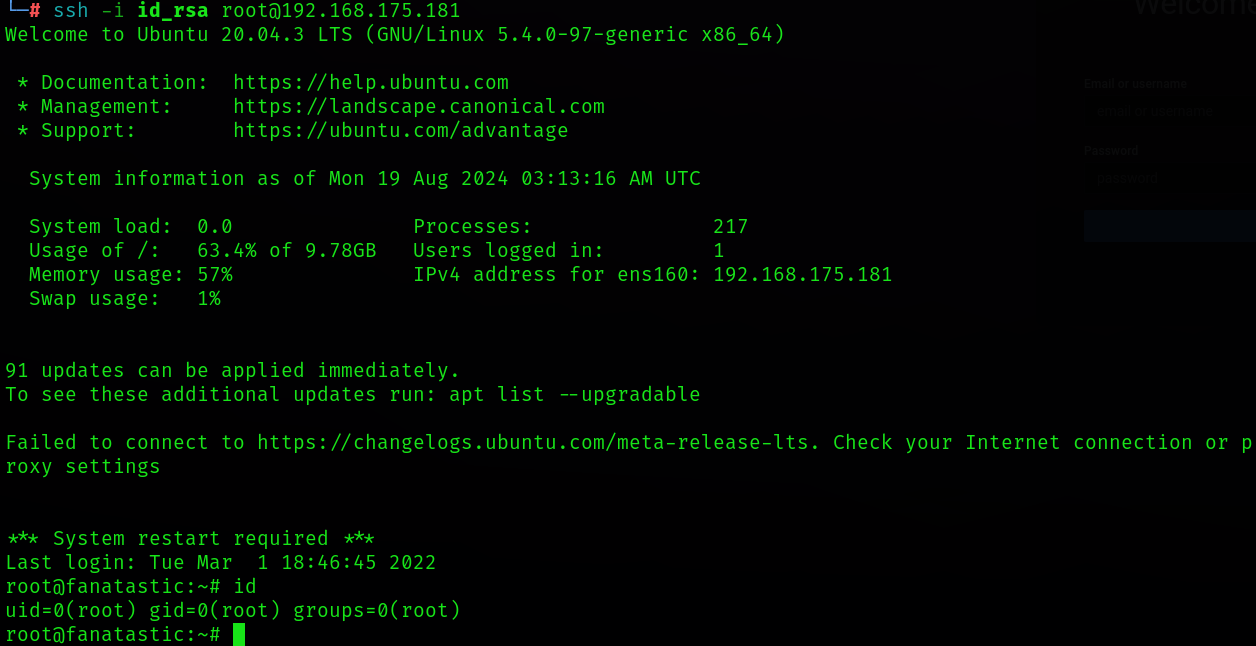 └─# ssh -i id_rsa root@192.168.175.181
Welcome to Ubuntu 20.04.3 LTS (GNU/Linux 5.4.0-97-generic x86_64)
* Documentation:  https://help.ubuntu.com
* Management:     https://landscape.canonical.com
* Support:        https://ubuntu.com/advantage
System information as of Mon 19 Aug 2024 03:13:16 AM UTC
System load:  0.0               Processes:               217
Usage of /:   63.4% of 9.78GB   Users logged in:         1
Memory usage: 57%               IPv4 address for ens160: 192.168.175.181
Swap usage:   1%
91 updates can be applied immediately.
To see these additional updates run: apt list --upgradable
Failed to connect to https://changelogs.ubuntu.com/meta-release-lts. Check your Internet connection or p
roxy settings
*** System restart required ***
Last login: Tue Mar  1 18:46:45 2022
root@fanatastic:~# id
uid=0(root) gid=0(root) groups=0(root)
root@fanatastic:~#
Welcome
Email or username
email or username
Password
password